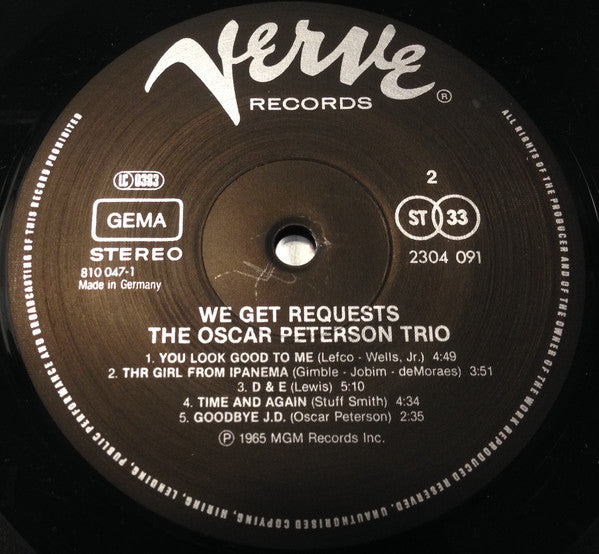 Verve
RECORDS ®
LC 0383
GEMA
STEREO
810 047-1
Made in Germany
2
ST 33
2304 091
WE GET REQUESTS
THE OSCAR PETERSON TRIO
1. YOU LOOK GOOD TO ME (Lefco - Wells, Jr.) 4:49
2. THR GIRL FROM IPANEMA (Gimble - Jobim - deMoraes) 3:51
3. D & E (Lewis) 5:10
4. TIME AND AGAIN (Stuff Smith) 4:34
5. GOODBYE J.D. (Oscar Peterson) 2:35
℗ 1965 MGM Records Inc.
ALL RIGHTS OF THE PRODUCER AND OF THE OWNER OF THE WORK REPRODUCED RESERVED. UNAUTHORISED COPYING, HIRING, LENDING, PUBLIC PERFORMANCE AND BROADCASTING OF THIS RECORD PROHIBITED